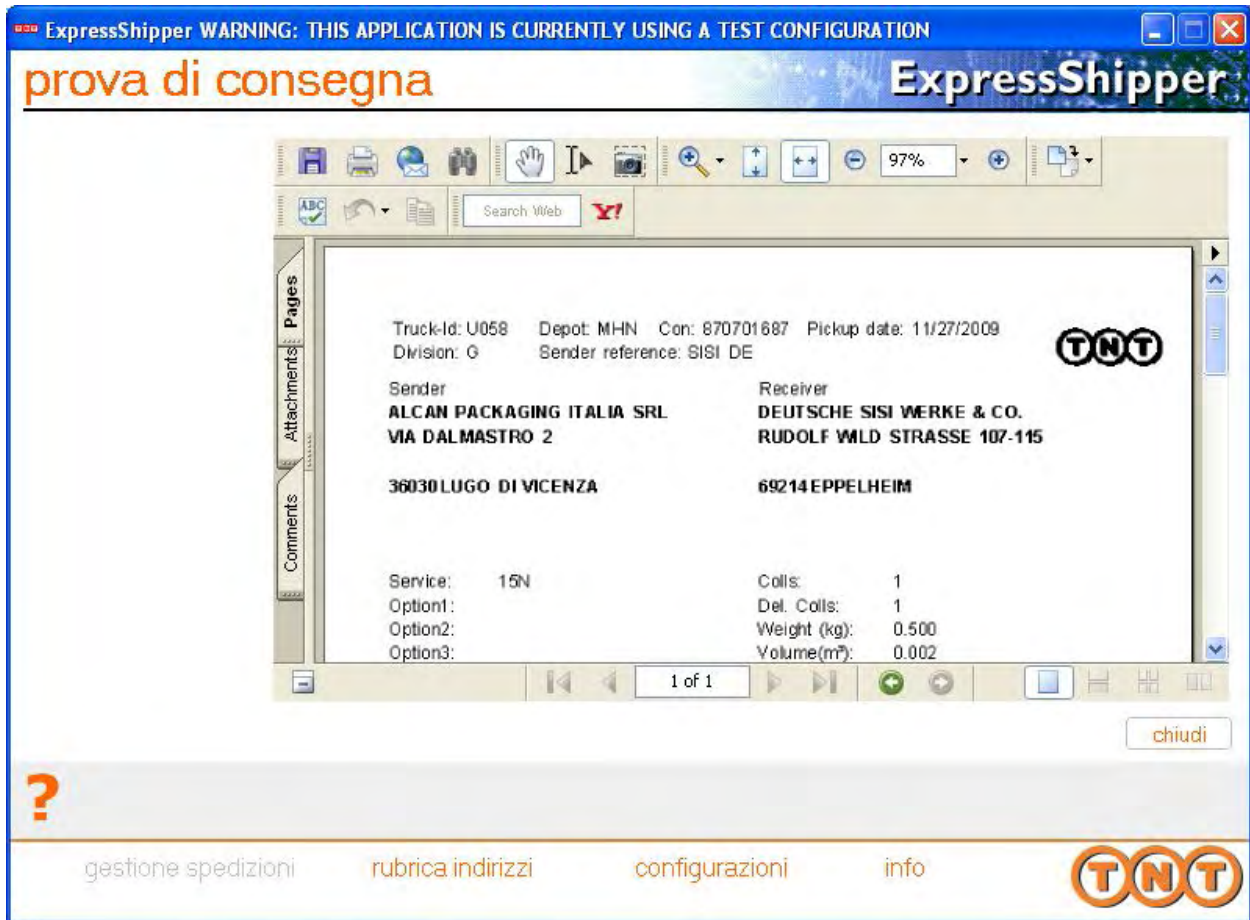 ExpressShipper WARNING: THIS APPLICATION IS CURRENTLY USING A TEST CONFIGURATION
prova di consegna
ExpressShipper
97%
ABC
Search Web
Y!
Pages
Attachments
Comments
Truck-Id: U058 Depot: MHN Con: 870701687 Pickup date: 11/27/2009
Division: G Sender reference: SISI DE
TNT
Sender Receiver
ALCAN PACKAGING ITALIA SRL DEUTSCHE SISI WERKE & CO.
VIA DALMASTRO 2 RUDOLF WILD STRASSE 107-115
36030 LUGO DI VICENZA 69214 EPPELHEIM
Service: 15N Colls: 1
Option1: Del. Colls: 1
Option2: Weight (kg): 0.500
Option3: Volume(m³): 0.002
1 of 1
chiudi
?
gestione spedizioni rubrica indirizzi configurazioni info
TNT